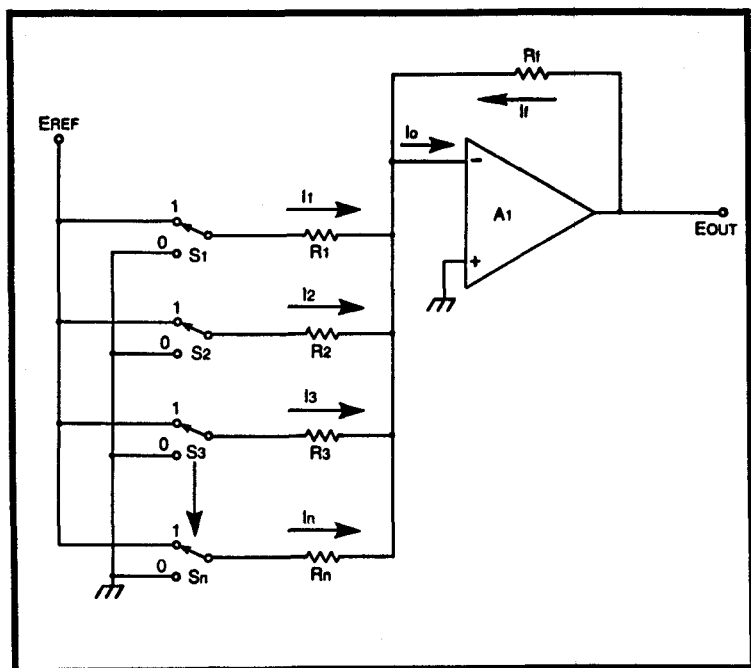 Rf
If
EREF
Io
-
A1
+
EOUT
1
I1
0
S1
R1
1
I2
0
S2
R2
1
I3
0
S3
R3
1
In
0
Sn
Rn